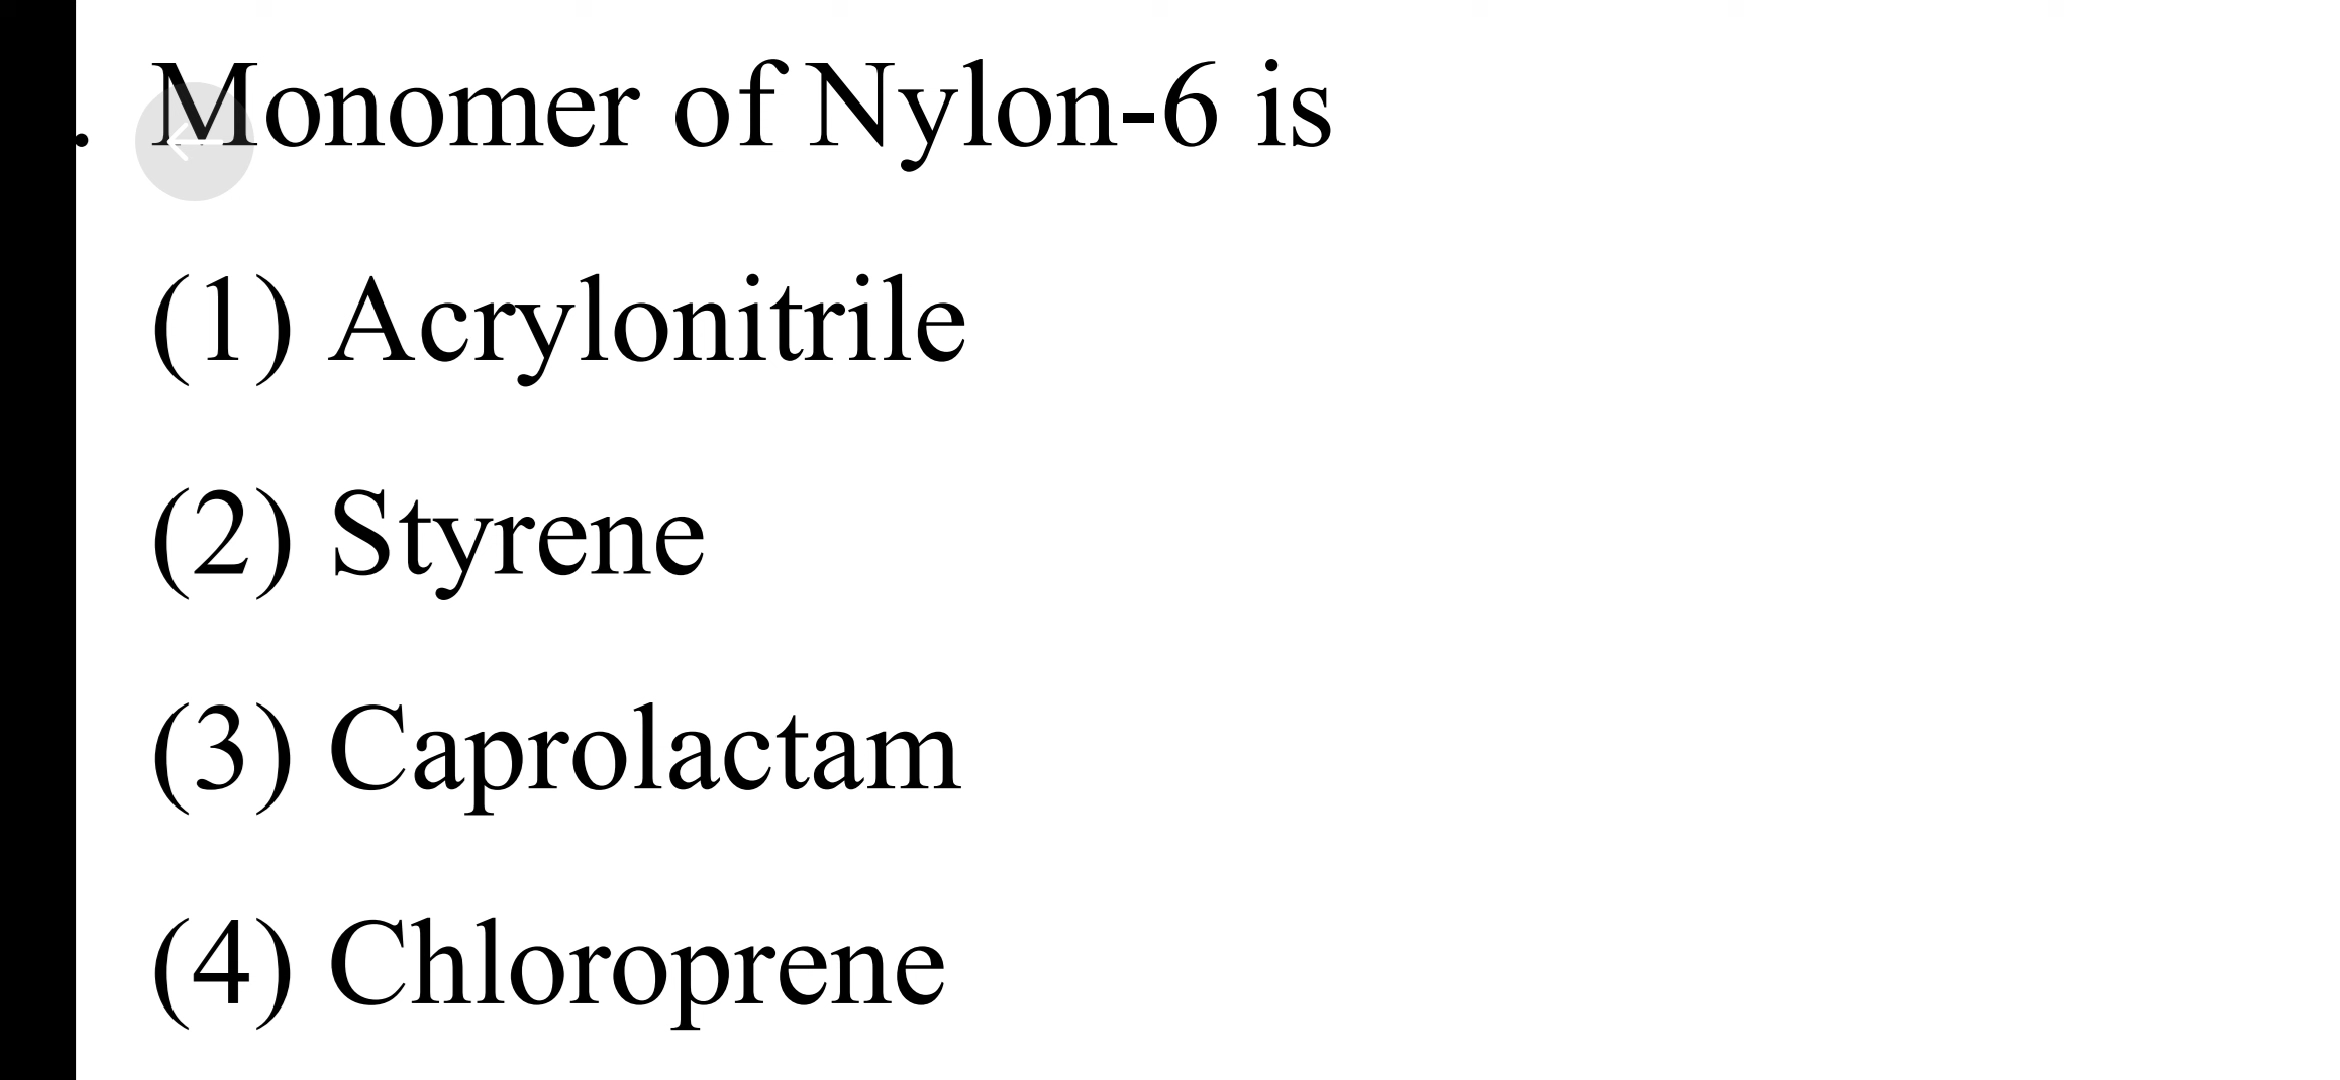 . Monomer of Nylon-6 is
(1) Acrylonitrile
(2) Styrene
(3) Caprolactam
(4) Chloroprene